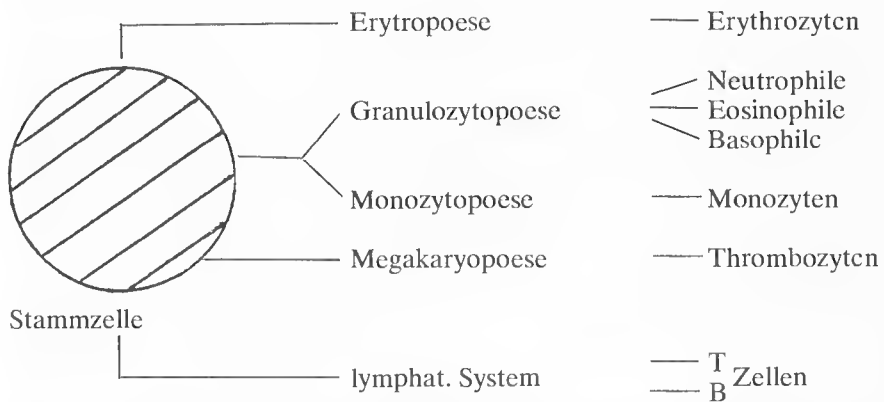 Erytropoese — Erythrozyten
Neutrophile
Granulozytopoese — Eosinophile
Basophile
Monozytopoese — Monozyten
Megakaryopoese — Thrombozyten
Stammzelle
lymphat. System — T
B Zellen